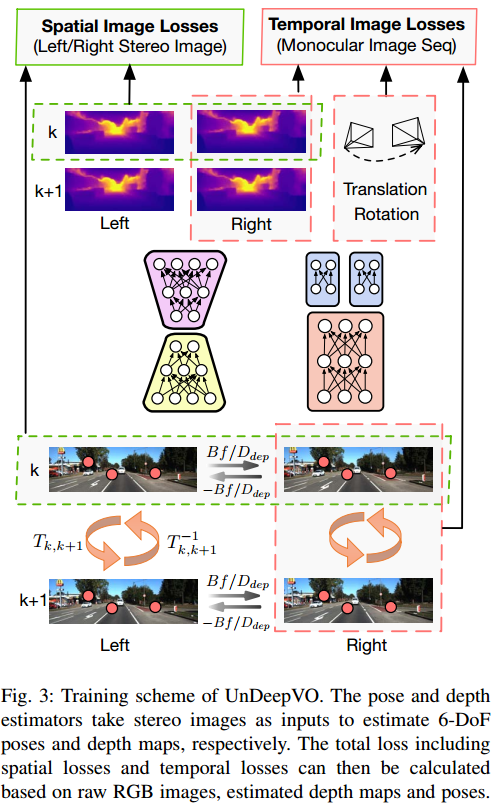 Spatial Image Losses
(Left/Right Stereo Image)
Temporal Image Losses
(Monocular Image Seq)
k
k+1
Left
Right
Translation
Rotation
k
Bf/D_{dep}
-Bf/D_{dep}
T_{k,k+1}
T_{k,k+1}^{-1}
k+1
Bf/D_{dep}
-Bf/D_{dep}
Left
Right
Fig. 3: Training scheme of UnDeepVO. The pose and depth
estimators take stereo images as inputs to estimate 6-DoF
poses and depth maps, respectively. The total loss including
spatial losses and temporal losses can then be calculated
based on raw RGB images, estimated depth maps and poses.